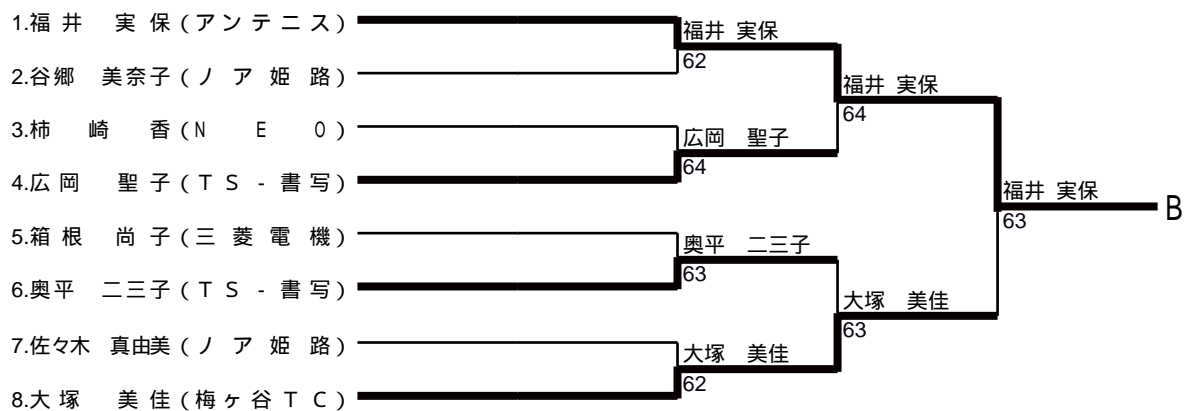 1.福井 実保(アンテニス)
2.谷郷 美奈子(ノア姫路)
3.柿崎 香(NEO)
4.広岡 聖子(TS-書写)
5.箱根 尚子(三菱電機)
6.奥平 二三子(TS-書写)
7.佐々木 真由美(ノア姫路)
8.大塚 美佳(梅ヶ谷TC)
福井 実保
62
広岡 聖子
64
奥平 二三子
63
大塚 美佳
62
福井 実保
64
大塚 美佳
63
福井 実保
63
B